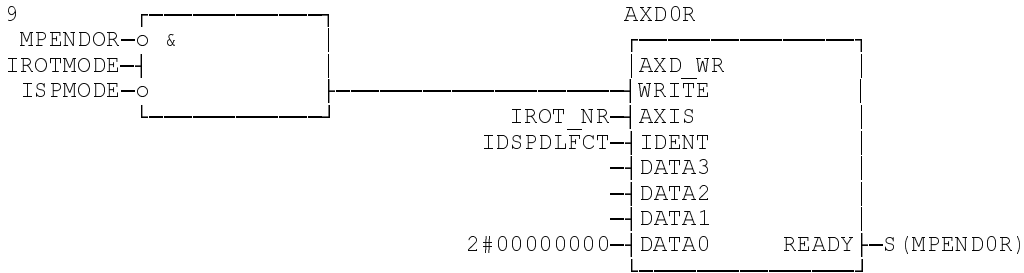 9 AXD0R
MPENDOR &
IROTMODE AXD_WR
ISPMODE WRITE
IROT_NR AXIS
IDSPDLFCT IDENT
DATA3
DATA2
DATA1
2#00000000 DATA0 READY S(MPENDOR)